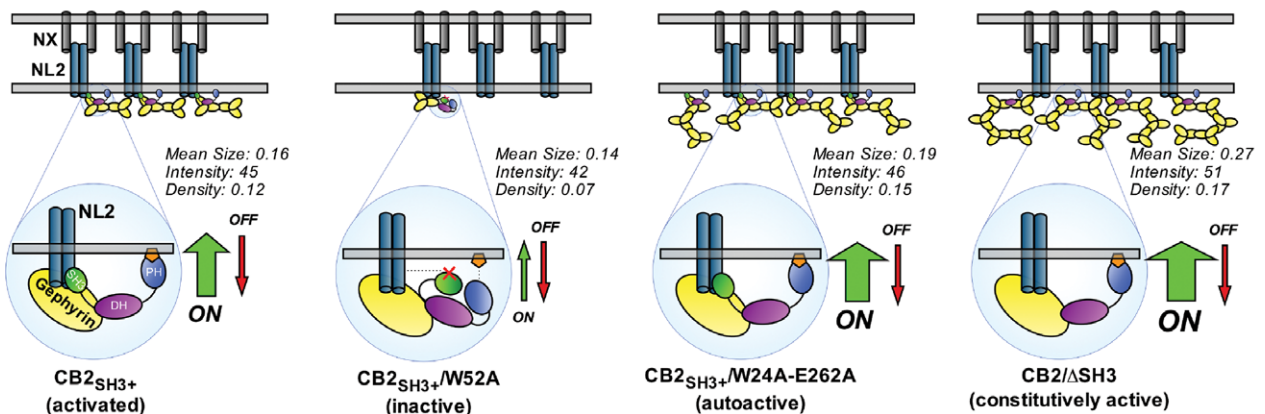 NX
NL2
Mean Size: 0.16
Intensity: 45
Density: 0.12
NL2
OFF
SH3
PH
Gephyrin
DH
ON
CB2SH3+
(activated)
Mean Size: 0.14
Intensity: 42
Density: 0.07
OFF
ON
CB2SH3+/W52A
(inactive)
Mean Size: 0.19
Intensity: 46
Density: 0.15
OFF
ON
CB2SH3+/W24A-E262A
(autoactive)
Mean Size: 0.27
Intensity: 51
Density: 0.17
OFF
ON
CB2/ΔSH3
(constitutively active)